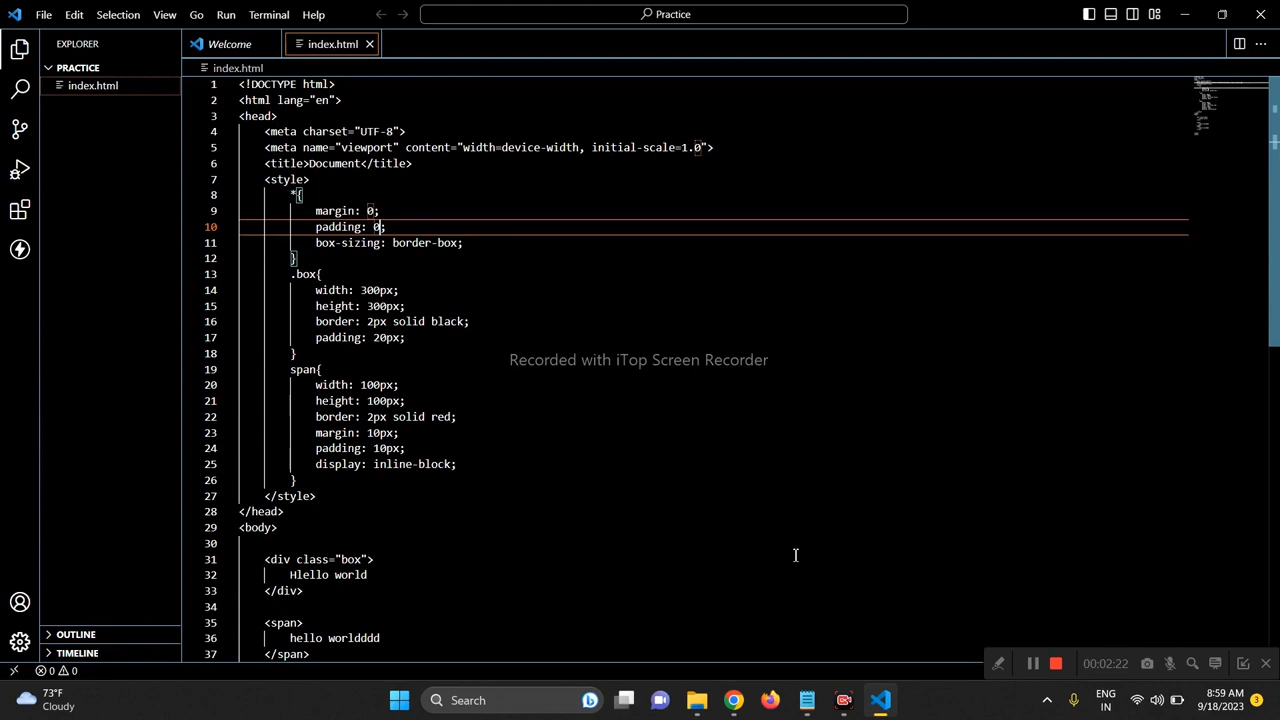 File Edit Selection View Go Run Terminal Help
Practice
EXPLORER
Welcome
index.html
PRACTICE
index.html
index.html
1 <!DOCTYPE html>
2 <html lang="en">
3 <head>
4 <meta charset="UTF-8">
5 <meta name="viewport" content="width=device-width, initial-scale=1.0">
6 <title>Document</title>
7 <style>
8 *{
9 margin: 0;
10 padding: 0;
11 box-sizing: border-box;
12 }
13 .box{
14 width: 300px;
15 height: 300px;
16 border: 2px solid black;
17 padding: 20px;
18 }
19 span{
20 width: 100px;
21 height: 100px;
22 border: 2px solid red;
23 margin: 10px;
24 padding: 10px;
25 display: inline-block;
26 }
27 </style>
28 </head>
29 <body>
30
31 <div class="box">
32 Hlello world
33 </div>
34
35 <span>
36 hello worldddd
37 </span>
Recorded with iTop Screen Recorder
OUTLINE
TIMELINE
0 0
00:02:22
73°F
Cloudy
Search
ENG
IN
8:59 AM
9/18/2023
3